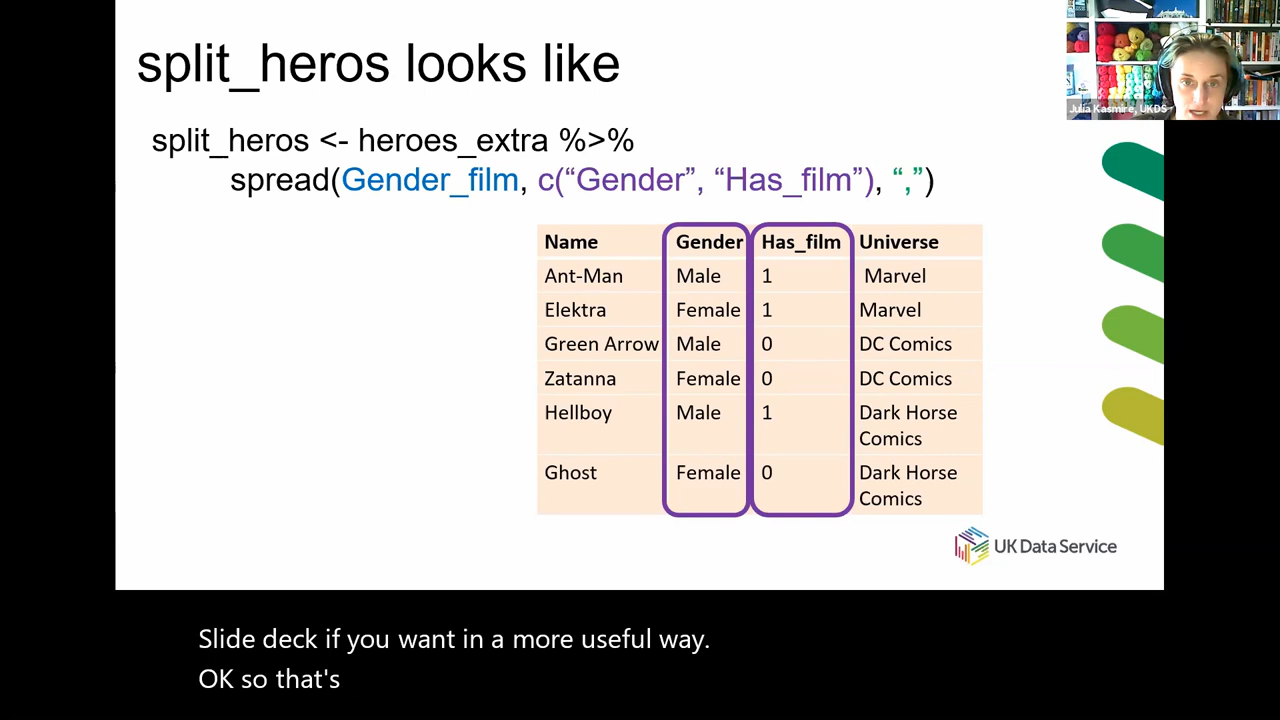 split_heros looks like
Julia Kasmire, UKDS
split_heros <- heroes_extra %>%
spread(Gender_film, c(“Gender”, “Has_film”), “,”)
Name Gender Has_film Universe
Ant-Man Male 1 Marvel
Elektra Female 1 Marvel
Green Arrow Male 0 DC Comics
Zatanna Female 0 DC Comics
Hellboy Male 1 Dark Horse
Comics
Ghost Female 0 Dark Horse
Comics
UK Data Service
Slide deck if you want in a more useful way.
OK so that's